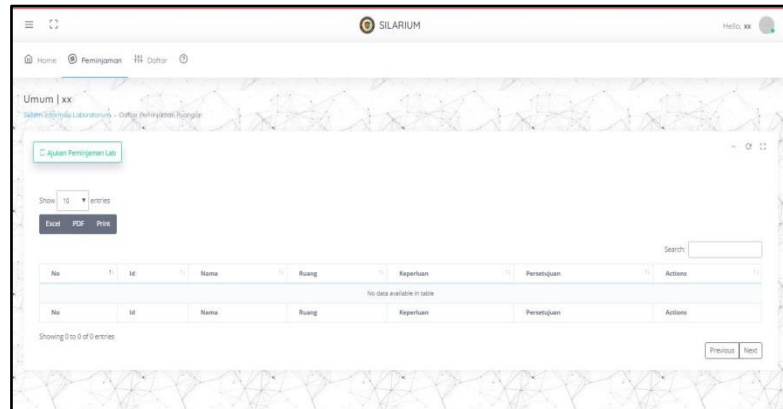 SILARIUM
Hello, xx
Home Peminjaman Daftar
Umum | xx
Sistem Informasi Laboratorium - Daftar Peminjaman Ruangan
Ajukan Peminjaman Lab
Show 10 entries
Excel PDF Print
Search:
No Id Nama Ruang Keperluan Persetujuan Actions
No data available in table
No Id Nama Ruang Keperluan Persetujuan Actions
Showing 0 to 0 of 0 entries
Previous Next